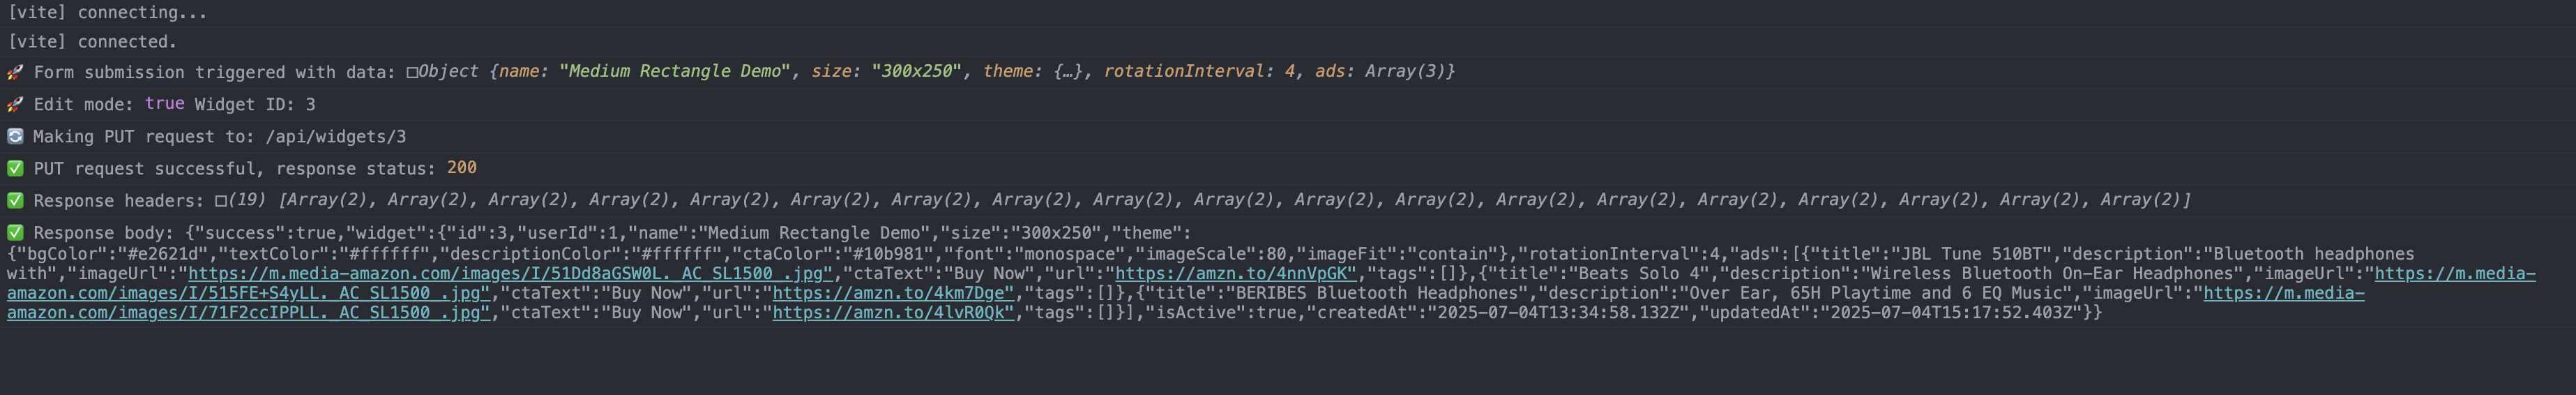 [vite] connecting...
[vite] connected.
🚀 Form submission triggered with data: □Object {name: "Medium Rectangle Demo", size: "300x250", theme: {…}, rotationInterval: 4, ads: Array(3)}
🚀 Edit mode: true Widget ID: 3
🔄 Making PUT request to: /api/widgets/3
✅ PUT request successful, response status: 200
✅ Response headers: □(19) [Array(2), Array(2), Array(2), Array(2), Array(2), Array(2), Array(2), Array(2), Array(2), Array(2), Array(2), Array(2), Array(2), Array(2), Array(2), Array(2), Array(2), Array(2), Array(2)]
✅ Response body: {"success":true,"widget":{"id":3,"userId":1,"name":"Medium Rectangle Demo","size":"300x250","theme":
{"bgColor":"#e2621d","textColor":"#ffffff","descriptionColor":"#ffffff","ctaColor":"#10b981","font":"monospace","imageScale":80,"imageFit":"contain"},"rotationInterval":4,"ads":[{"title":"JBL Tune 510BT","description":"Bluetooth headphones
with","imageUrl":"https://m.media-amazon.com/images/I/51Dd8aGSW0L._AC_SL1500_.jpg","ctaText":"Buy Now","url":"https://amzn.to/4nnVpGK","tags":[]},{"title":"Beats Solo 4","description":"Wireless Bluetooth On-Ear Headphones","imageUrl":"https://m.media-
amazon.com/images/I/515FE+S4yLL._AC_SL1500_.jpg","ctaText":"Buy Now","url":"https://amzn.to/4km7Dge","tags":[]},{"title":"BERIBES Bluetooth Headphones","description":"Over Ear, 65H Playtime and 6 EQ Music","imageUrl":"https://m.media-
amazon.com/images/I/71F2ccIPPLL._AC_SL1500_.jpg","ctaText":"Buy Now","url":"https://amzn.to/4lvR0Qk","tags":[]}],"isActive":true,"createdAt":"2025-07-04T13:34:58.132Z","updatedAt":"2025-07-04T15:17:52.403Z"}}